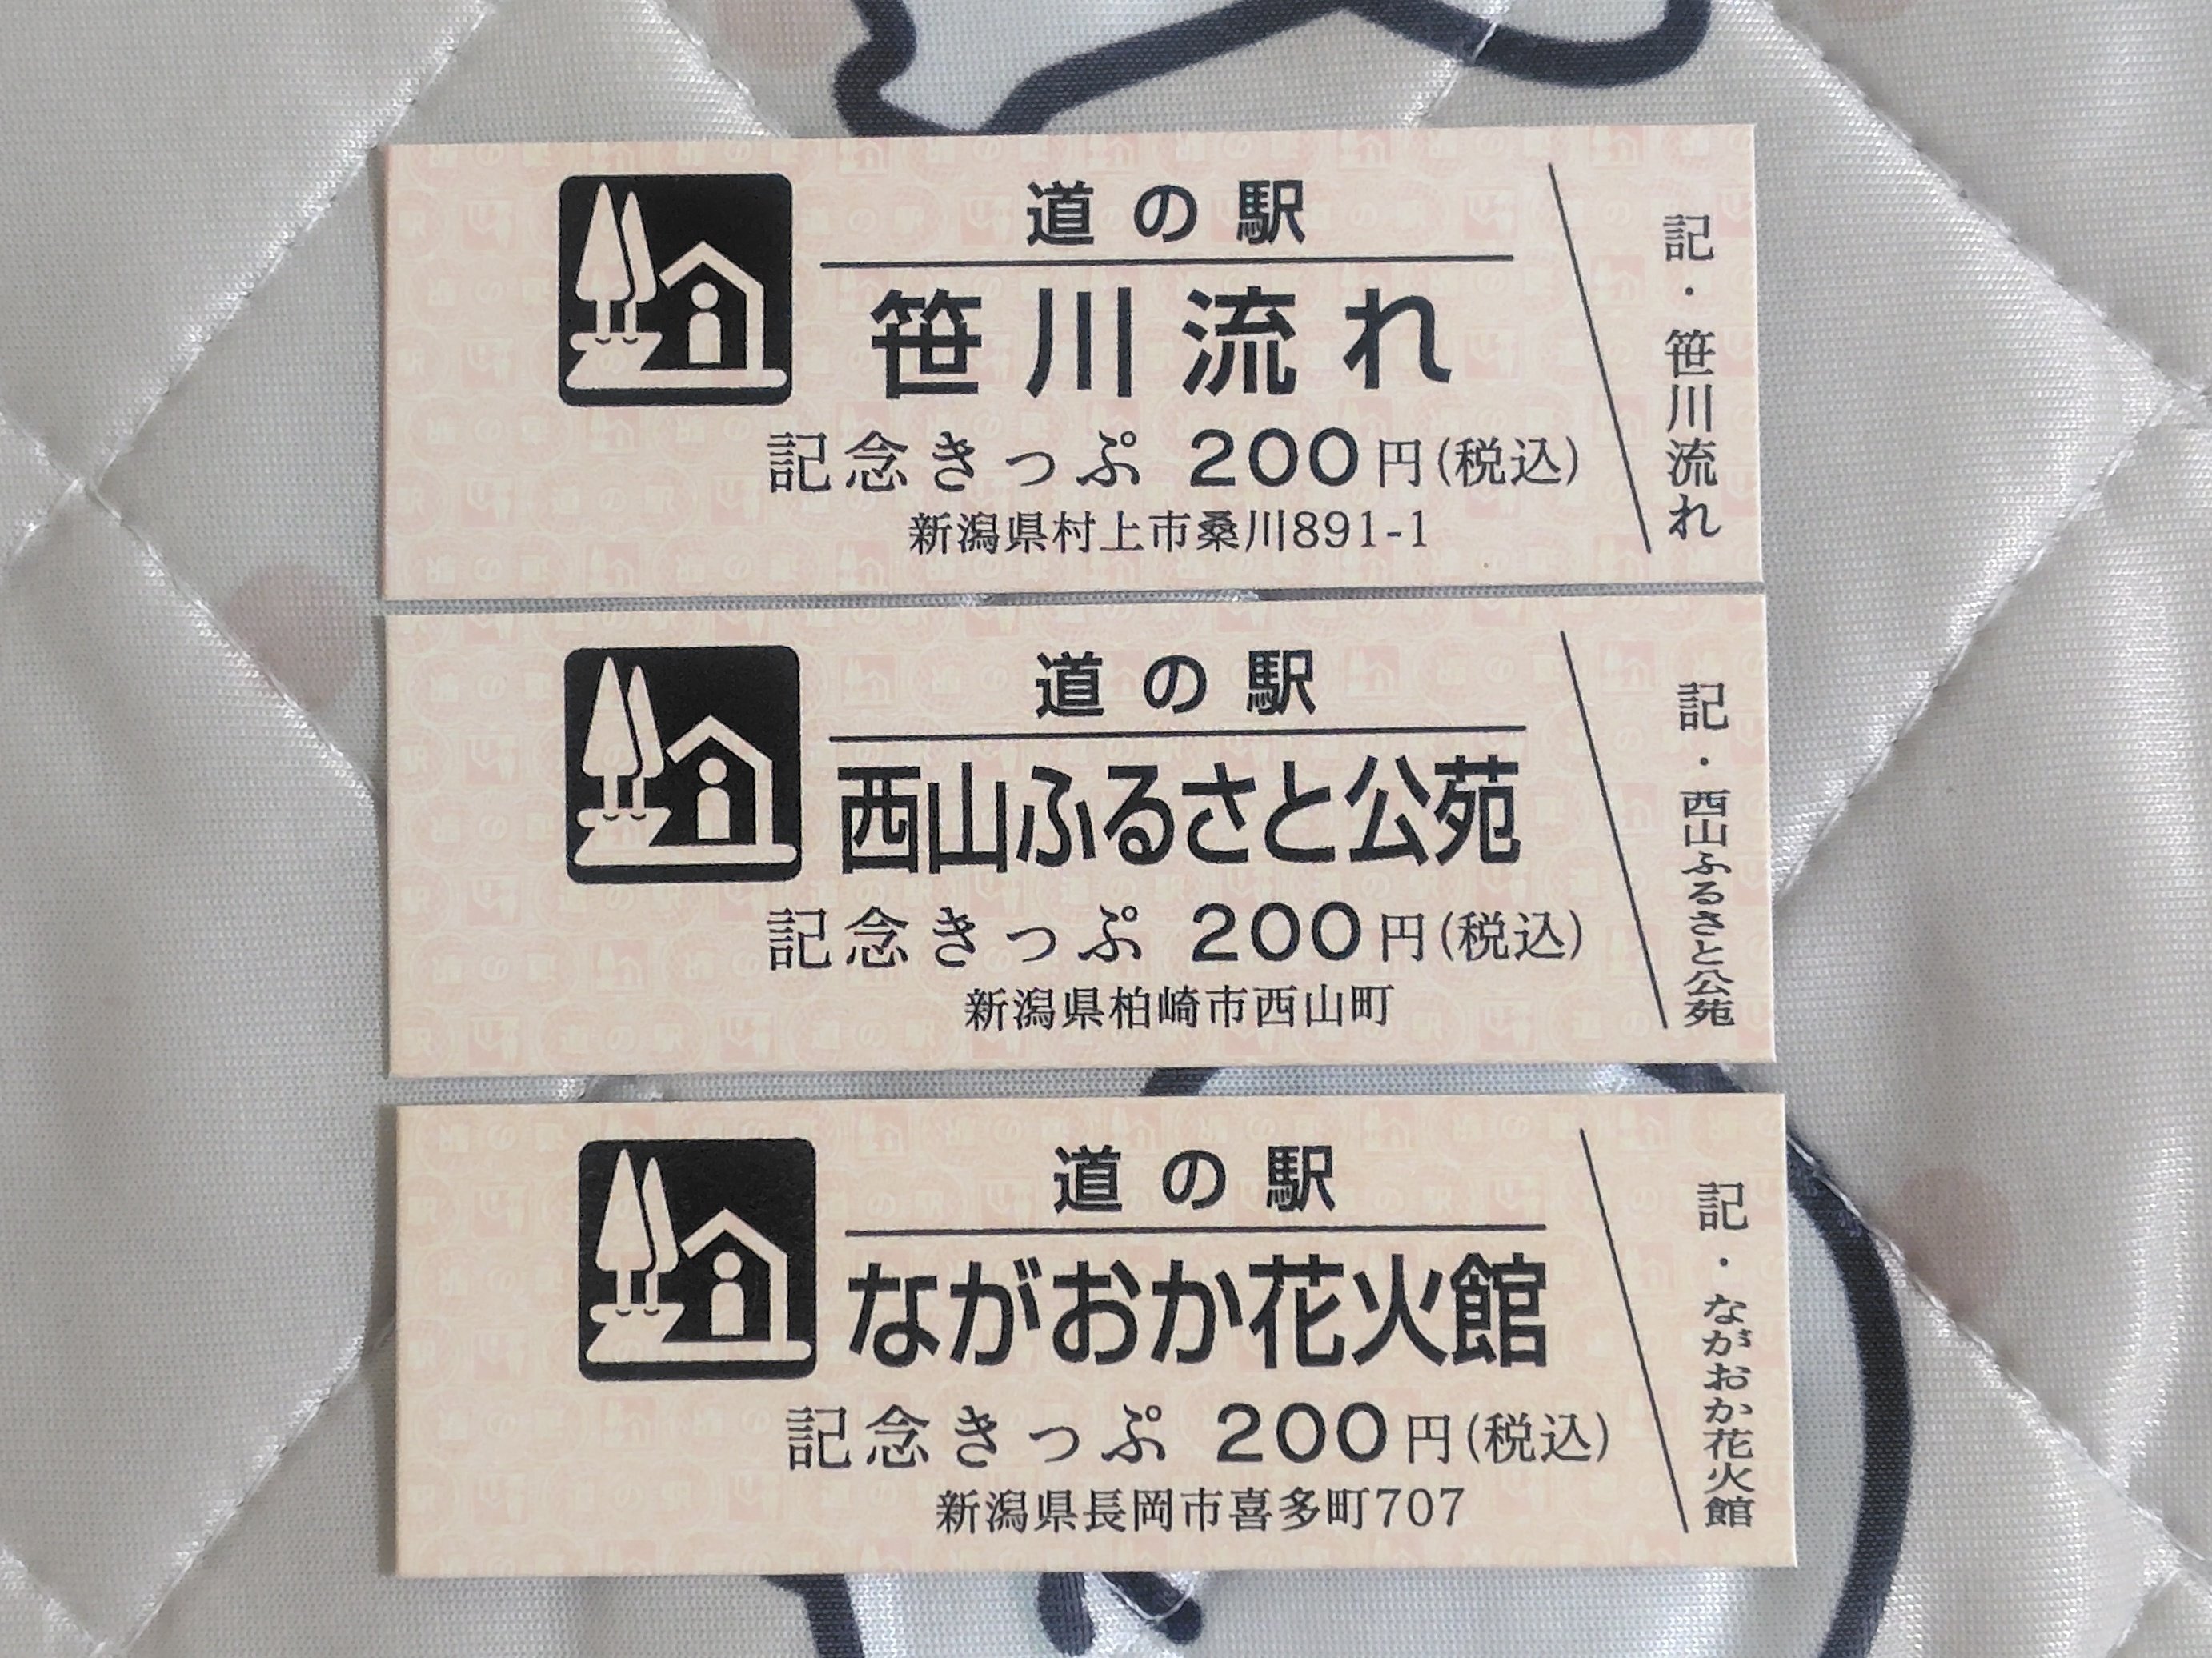 道の駅
笹川流れ
記念きっぷ 200円(税込)
新潟県村上市桑川891-1
記・笹川流れ
道の駅
西山ふるさと公苑
記念きっぷ 200円(税込)
新潟県柏崎市西山町
記・西山ふるさと公苑
道の駅
ながおか花火館
記念きっぷ 200円(税込)
新潟県長岡市喜多町707
記・ながおか花火館